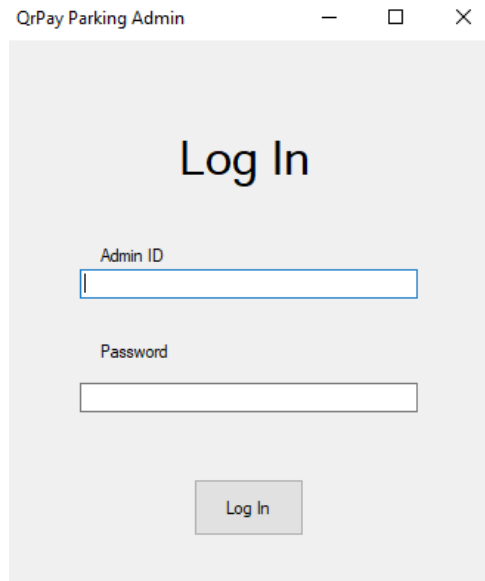 QrPay Parking Admin
Log In
Admin ID
Password
Log In